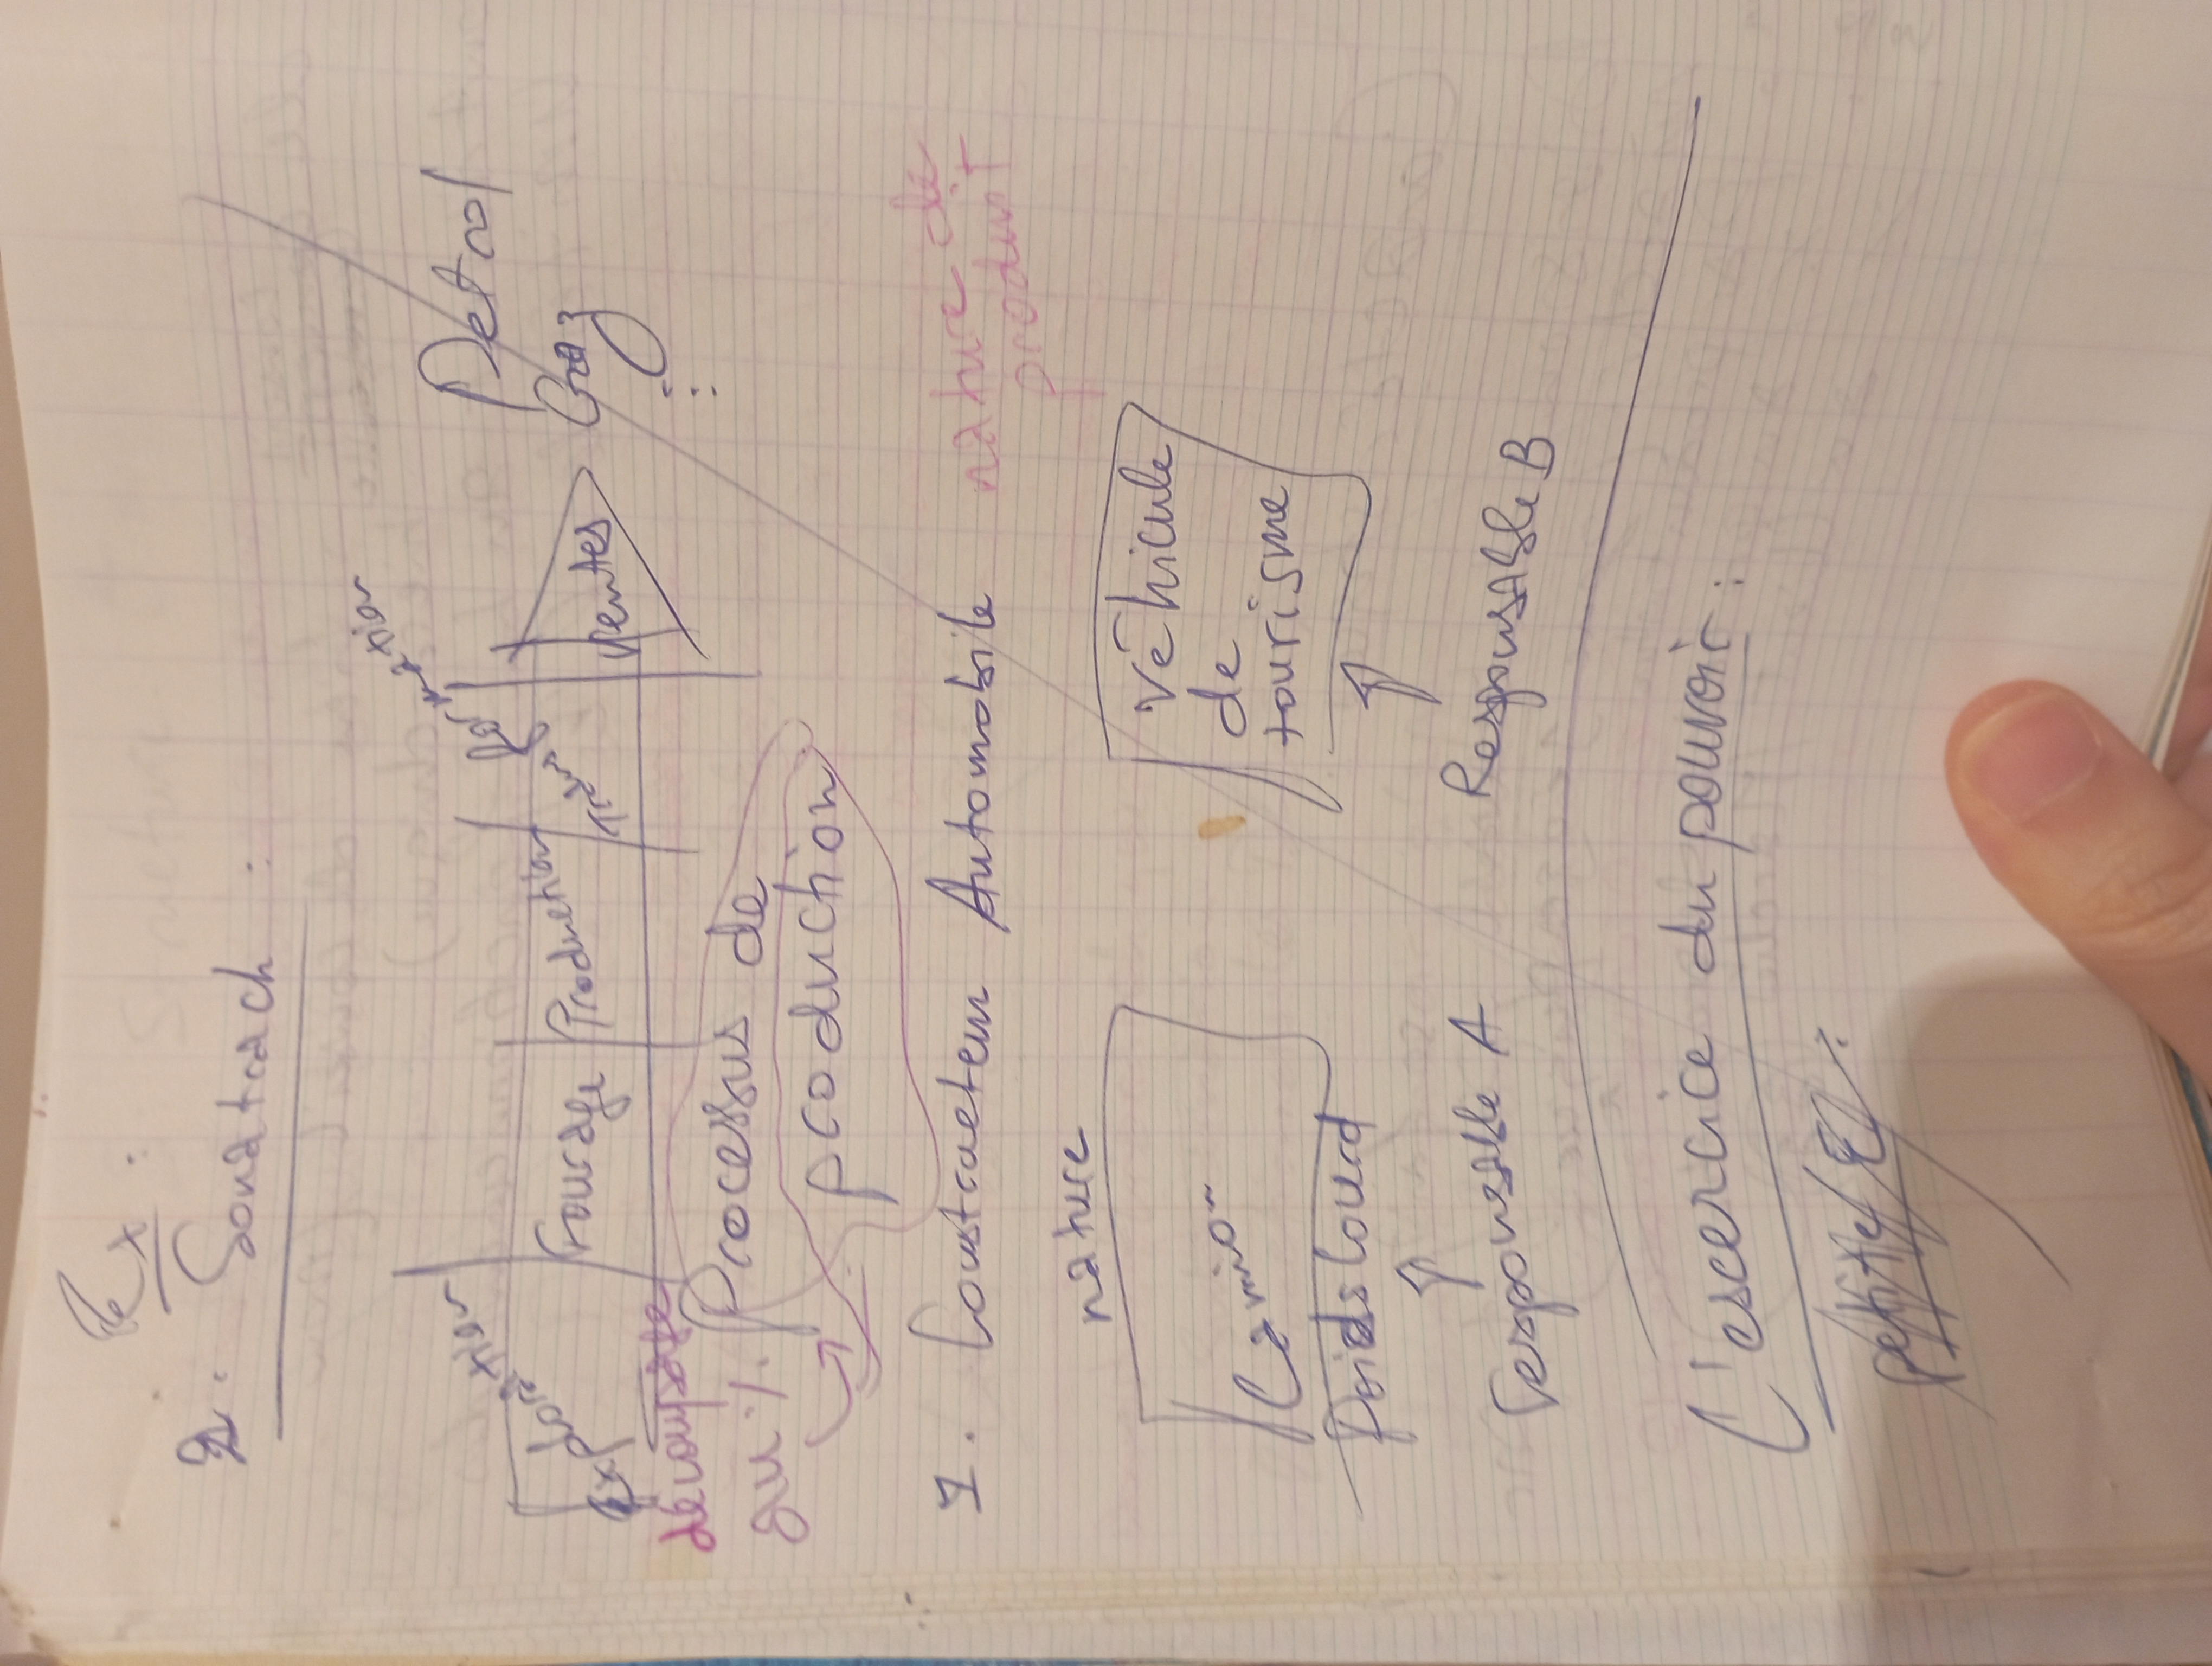 Ex :
2. Sonatrach :
Exploration
Fourage
Production
Transformation
Ventes
Petrol
Gaz
découpage
au %.
Processus de
production
1. Constructeur Automobile
nature de
produit
nature
Camion
Poids lourd
responsable A
Véhicule
de
tourisme
Responsable B
L'escercice du pouvoir :
petite E :